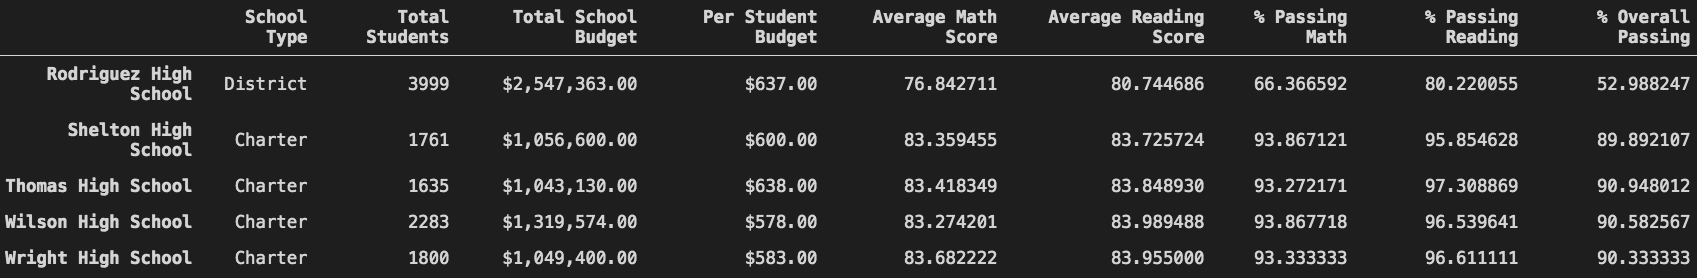 School Total Total School Per Student Average Math Average Reading % Passing % Passing % Overall
Type Students Budget Budget Score Score Math Reading Passing
Rodriguez High
School District 3999 $2,547,363.00 $637.00 76.842711 80.744686 66.366592 80.220055 52.988247
Shelton High
School Charter 1761 $1,056,600.00 $600.00 83.359455 83.725724 93.867121 95.854628 89.892107
Thomas High School Charter 1635 $1,043,130.00 $638.00 83.418349 83.848930 93.272171 97.308869 90.948012
Wilson High School Charter 2283 $1,319,574.00 $578.00 83.274201 83.989488 93.867718 96.539641 90.582567
Wright High School Charter 1800 $1,049,400.00 $583.00 83.682222 83.955000 93.333333 96.611111 90.333333